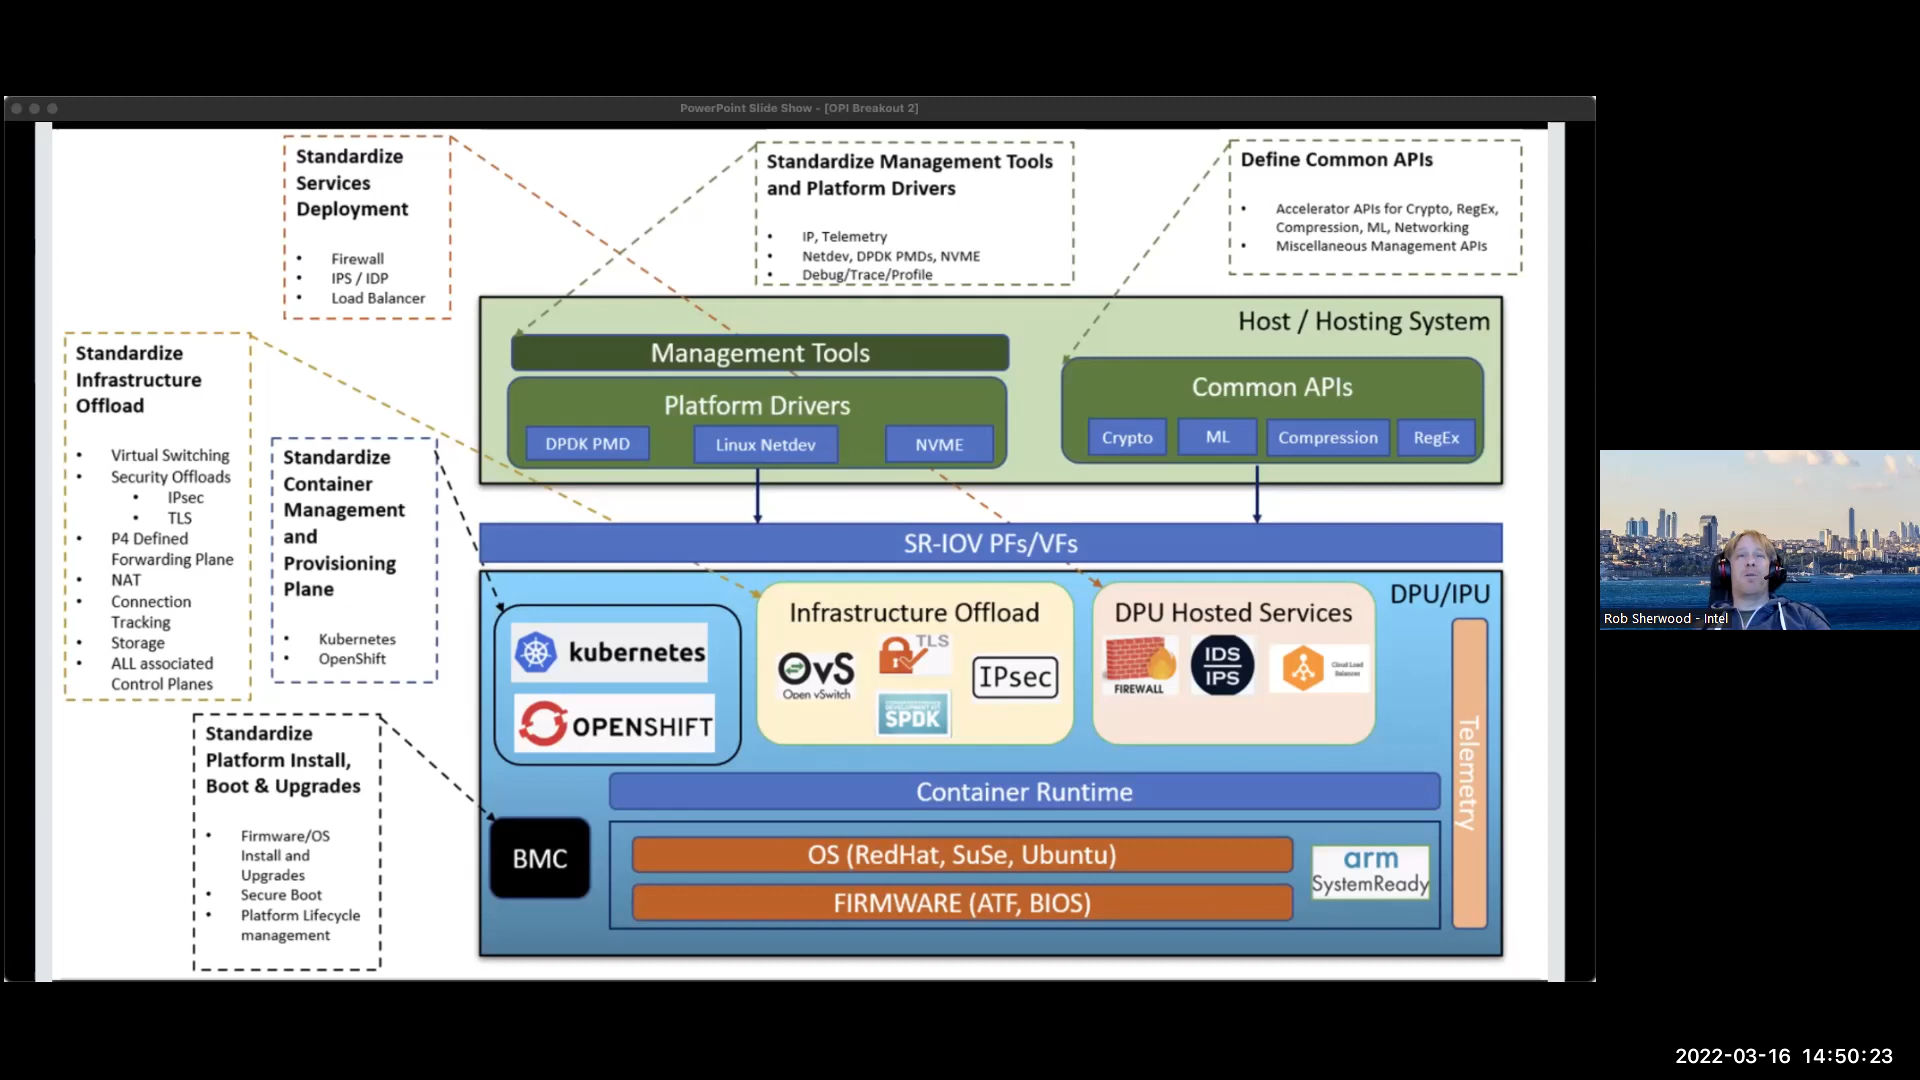 PowerPoint Slide Show - [OPI Breakout 2]
Standardize
Services
Deployment
• Firewall
• IPS / IDP
• Load Balancer
Standardize Management Tools
and Platform Drivers
• IP, Telemetry
• Netdev, DPDK PMDs, NVME
• Debug/Trace/Profile
Define Common APIs
• Accelerator APIs for Crypto, RegEx,
Compression, ML, Networking
• Miscellaneous Management APIs
Standardize
Infrastructure
Offload
• Virtual Switching
• Security Offloads
• IPsec
• TLS
• P4 Defined
Forwarding Plane
• NAT
• Connection
Tracking
• Storage
• ALL associated
Control Planes
Standardize
Container
Management
and
Provisioning
Plane
• Kubernetes
• OpenShift
Standardize
Platform Install,
Boot & Upgrades
• Firmware/OS
Install and
Upgrades
• Secure Boot
• Platform Lifecycle
management
Host / Hosting System
Management Tools
Platform Drivers
DPDK PMD
Linux Netdev
NVME
Common APIs
Crypto
ML
Compression
RegEx
SR-IOV PFs/VFs
DPU/IPU
kubernetes
OPENSHIFT
Infrastructure Offload
TLS
OvS
Open vSwitch
IPsec
SPDK
DPU Hosted Services
FIREWALL
IDS
IPS
Cloud Load
Balancers
Telemetry
Container Runtime
BMC
OS (RedHat, SuSe, Ubuntu)
FIRMWARE (ATF, BIOS)
arm
SystemReady
Rob Sherwood - Intel
2022-03-16 14:50:23